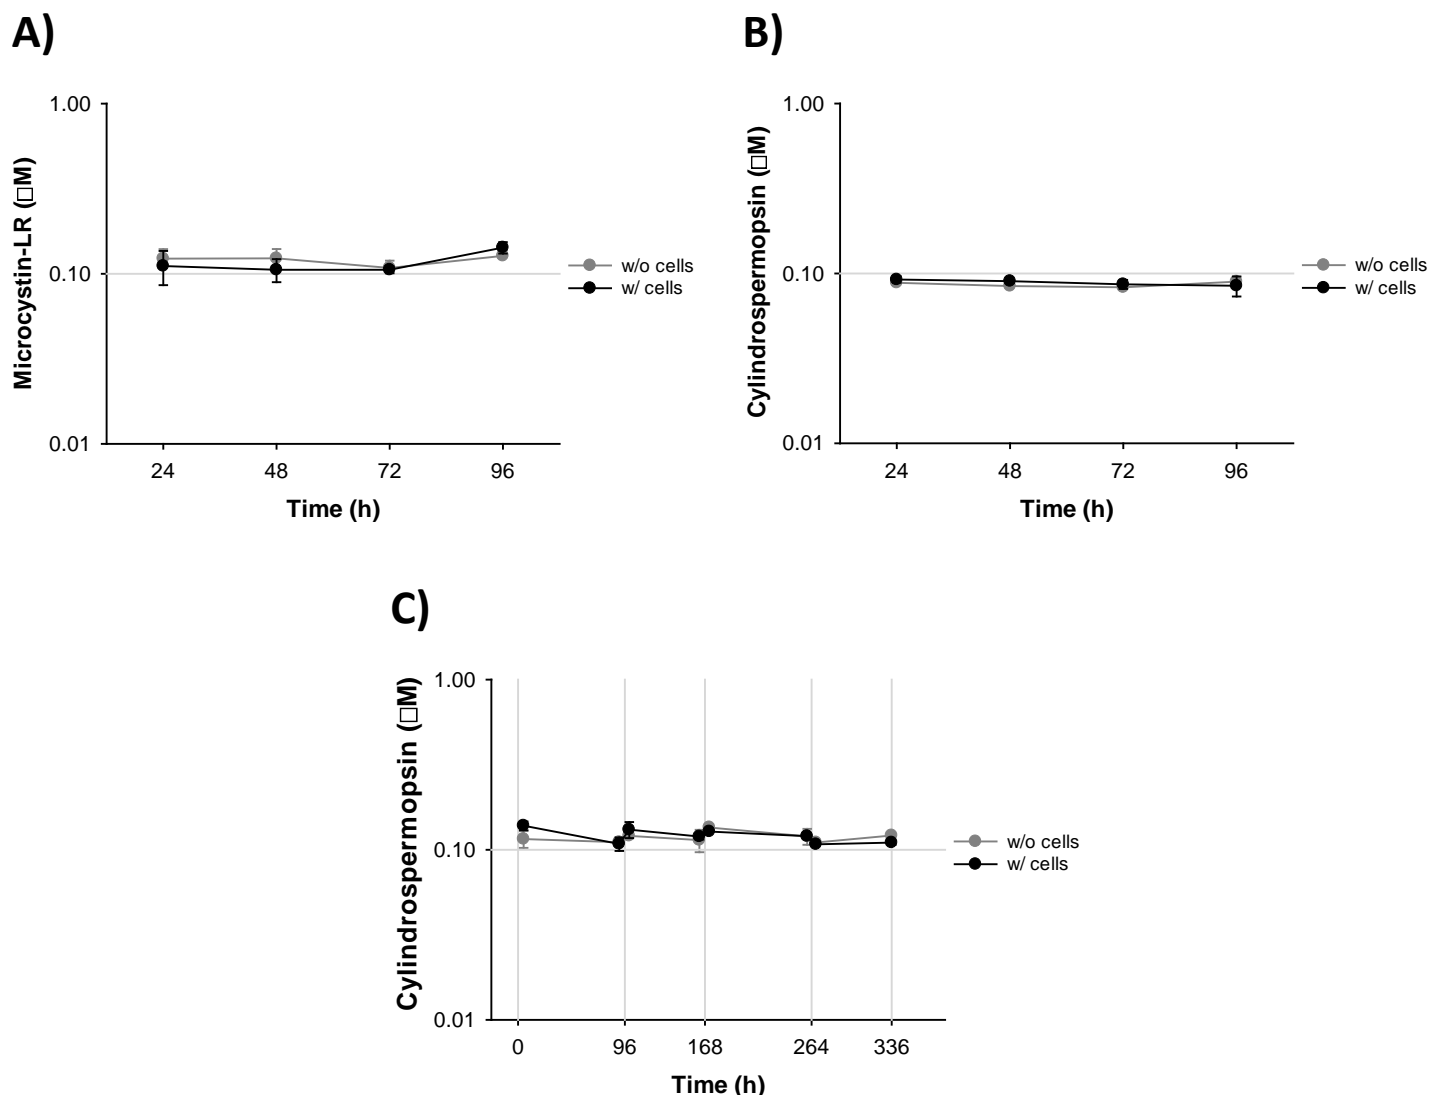 A)
1.00
0.10
0.01
Microcystin-LR (□M)
24 48 72 96
Time (h)
w/o cells
w/ cells
B)
1.00
0.10
0.01
Cylindrospermopsin (□M)
24 48 72 96
Time (h)
w/o cells
w/ cells
C)
1.00
0.10
0.01
Cylindrospermopsin (□M)
0 96 168 264 336
Time (h)
w/o cells
w/ cells